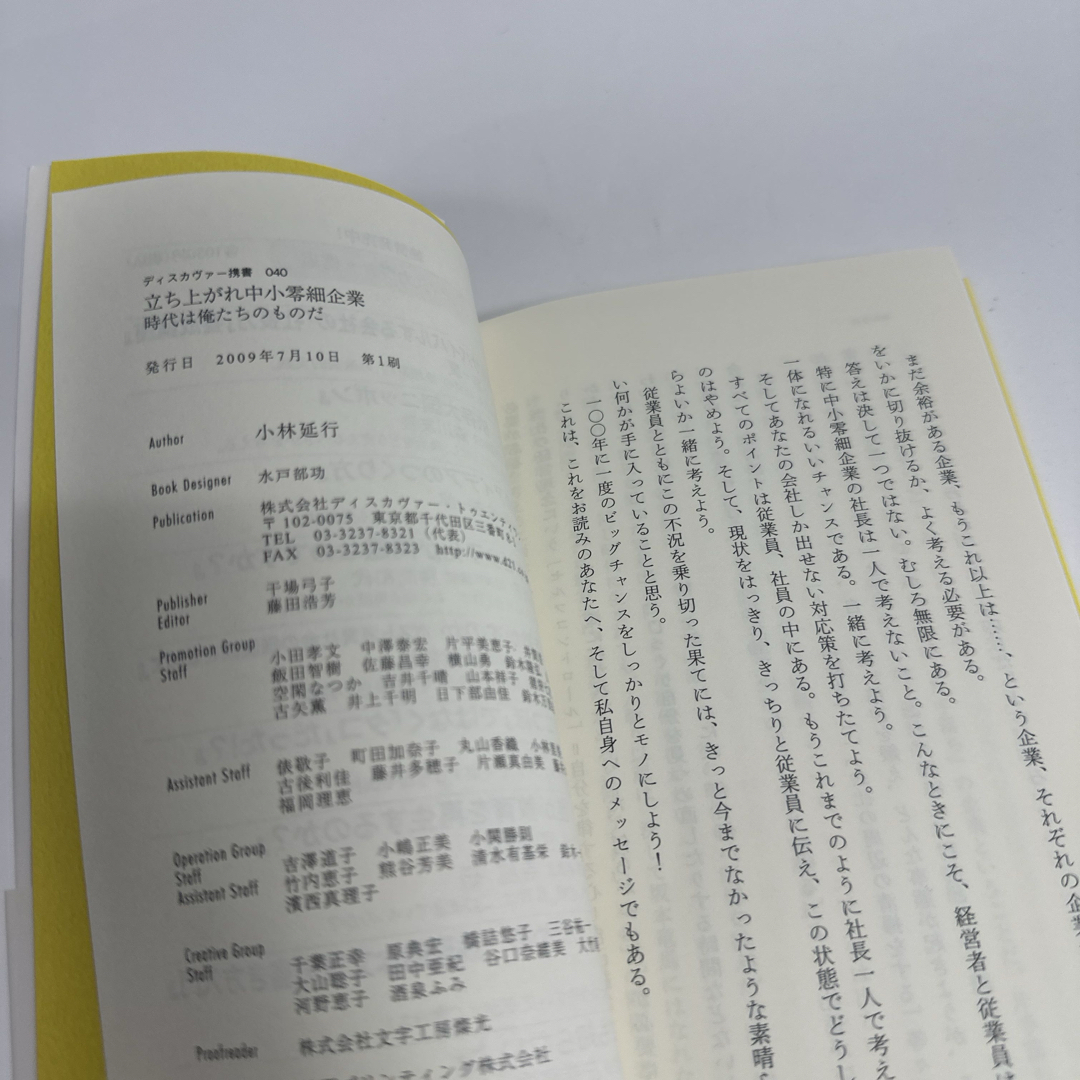 ディスカヴァー携書 040
立ち上がれ中小零細企業
時代は俺たちのものだ
発行日 2009年7月10日 第1刷
Author 小林延行
Book Designer 水戸部功
Publication 株式会社ディスカヴァー・トゥエンティ
〒102-0075 東京都千代田区三番町
TEL 03-3237-8321（代表）
FAX 03-3237-8323 http://www.d21.
Publisher 干場弓子
Editor 藤田浩芳
Promotion Group
Staff 小田孝文 中澤泰宏 片平美恵子
飯田智樹 佐藤昌幸 横山勇
空閑なつか 吉井千晴 山本祥子
古矢薫 井上千明 日下部由佳
Assistant Staff 俵敬子 町田加奈子 丸山香織
古後利佳 藤井多穂子 片瀬真由美
福岡理恵
Operation Group
Staff 吉澤道子 小嶋正美 小関勝則
Assistant Staff 竹内恵子 熊谷芳美 清水有基栄
濱西真理子
Creative Group
Staff 千葉正幸 原典宏 橋詰悠子
大山聡子 田中亜紀 谷口奈緒美
河野恵子 酒泉ふみ
Proofreader 株式会社文字工房燦光
リンティング株式会社
まだ余裕がある企業、もうこれ以上は……、という企業、それぞれの企業
をいかに切り抜けるか、よく考える必要がある。
答えは決して一つではない。むしろ無限にある。
特に中小零細企業の社長は一人で考えないこと。こんなときにこそ、経営者と従業員は
一体になれるいいチャンスである。一緒に考えよう。
そしてあなたの会社しか出せない対応策を打ちたてよう。
すべてのポイントは従業員、社員の中にある。もうこれまでのように社長一人で考え
のはやめよう。そして、現状をはっきり、きっちりと従業員に伝え、この状態でどうし
らよいか一緒に考えよう。
従業員とともにこの不況を乗り切った果てには、きっと今までなかったような素晴
い何かが手に入っていることと思う。
一〇〇年に一度のビッグチャンスをしっかりとモノにしよう！
これは、これをお読みのあなたへ、そして私自身へのメッセージでもある。